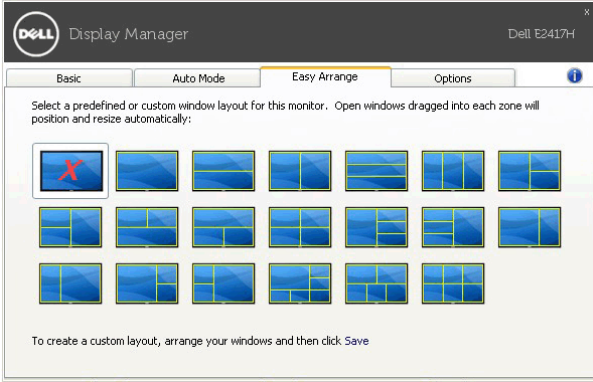 x
DELL Display Manager Dell E2417H
Basic Auto Mode Easy Arrange Options i
Select a predefined or custom window layout for this monitor. Open windows dragged into each zone will
position and resize automatically:
X
To create a custom layout, arrange your windows and then click Save